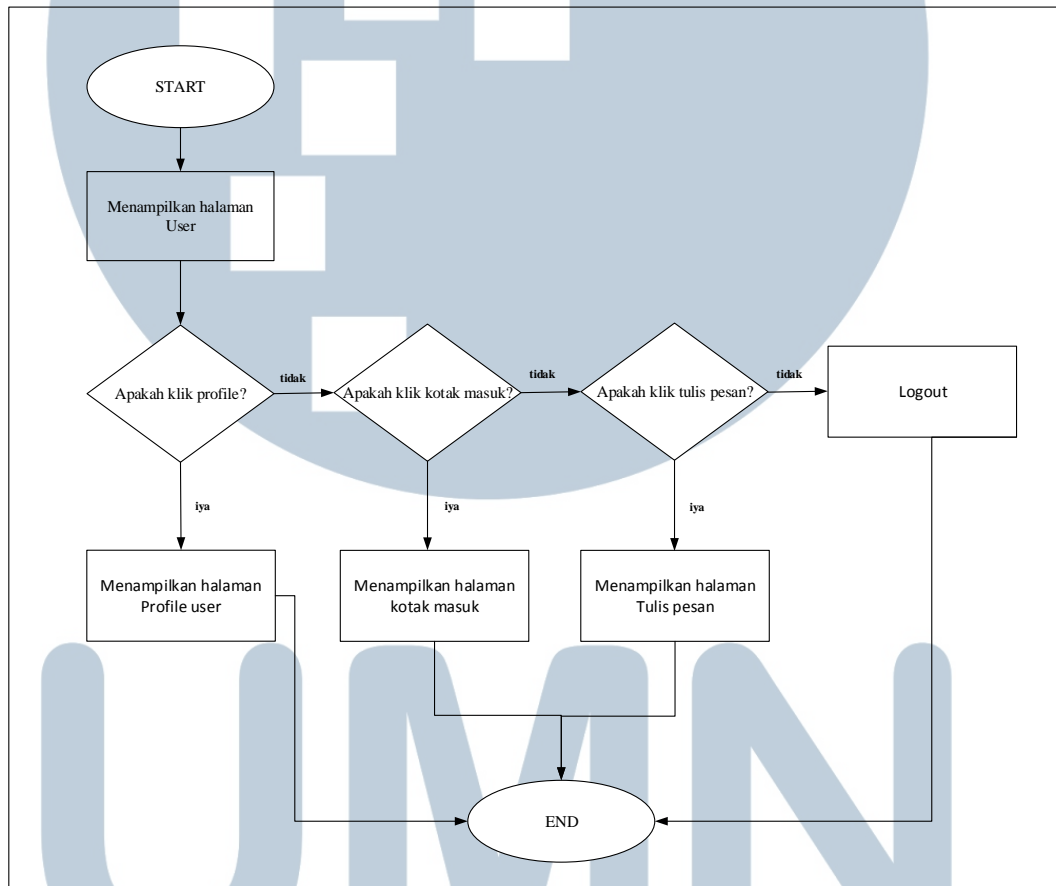 START
Menampilkan halaman
User
Apakah klik profile?
tidak
Apakah klik kotak masuk?
tidak
Apakah klik tulis pesan?
tidak
Logout
iya
iya
iya
Menampilkan halaman
Profile user
Menampilkan halaman
kotak masuk
Menampilkan halaman
Tulis pesan
END
UMN